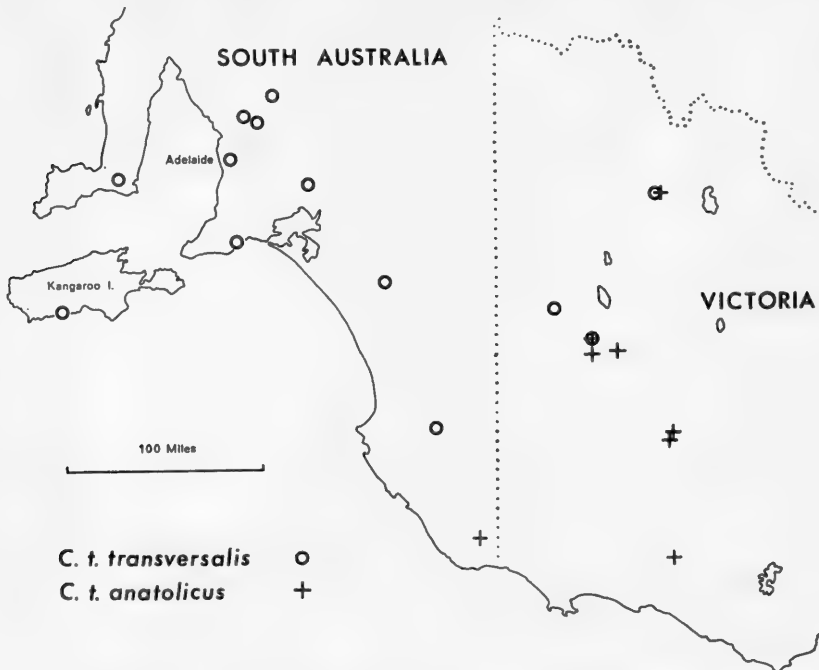 SOUTH AUSTRALIA
Adelaide
Kangaroo I.
VICTORIA
100 Miles
C. t. transversalis
C. t. anatolicus